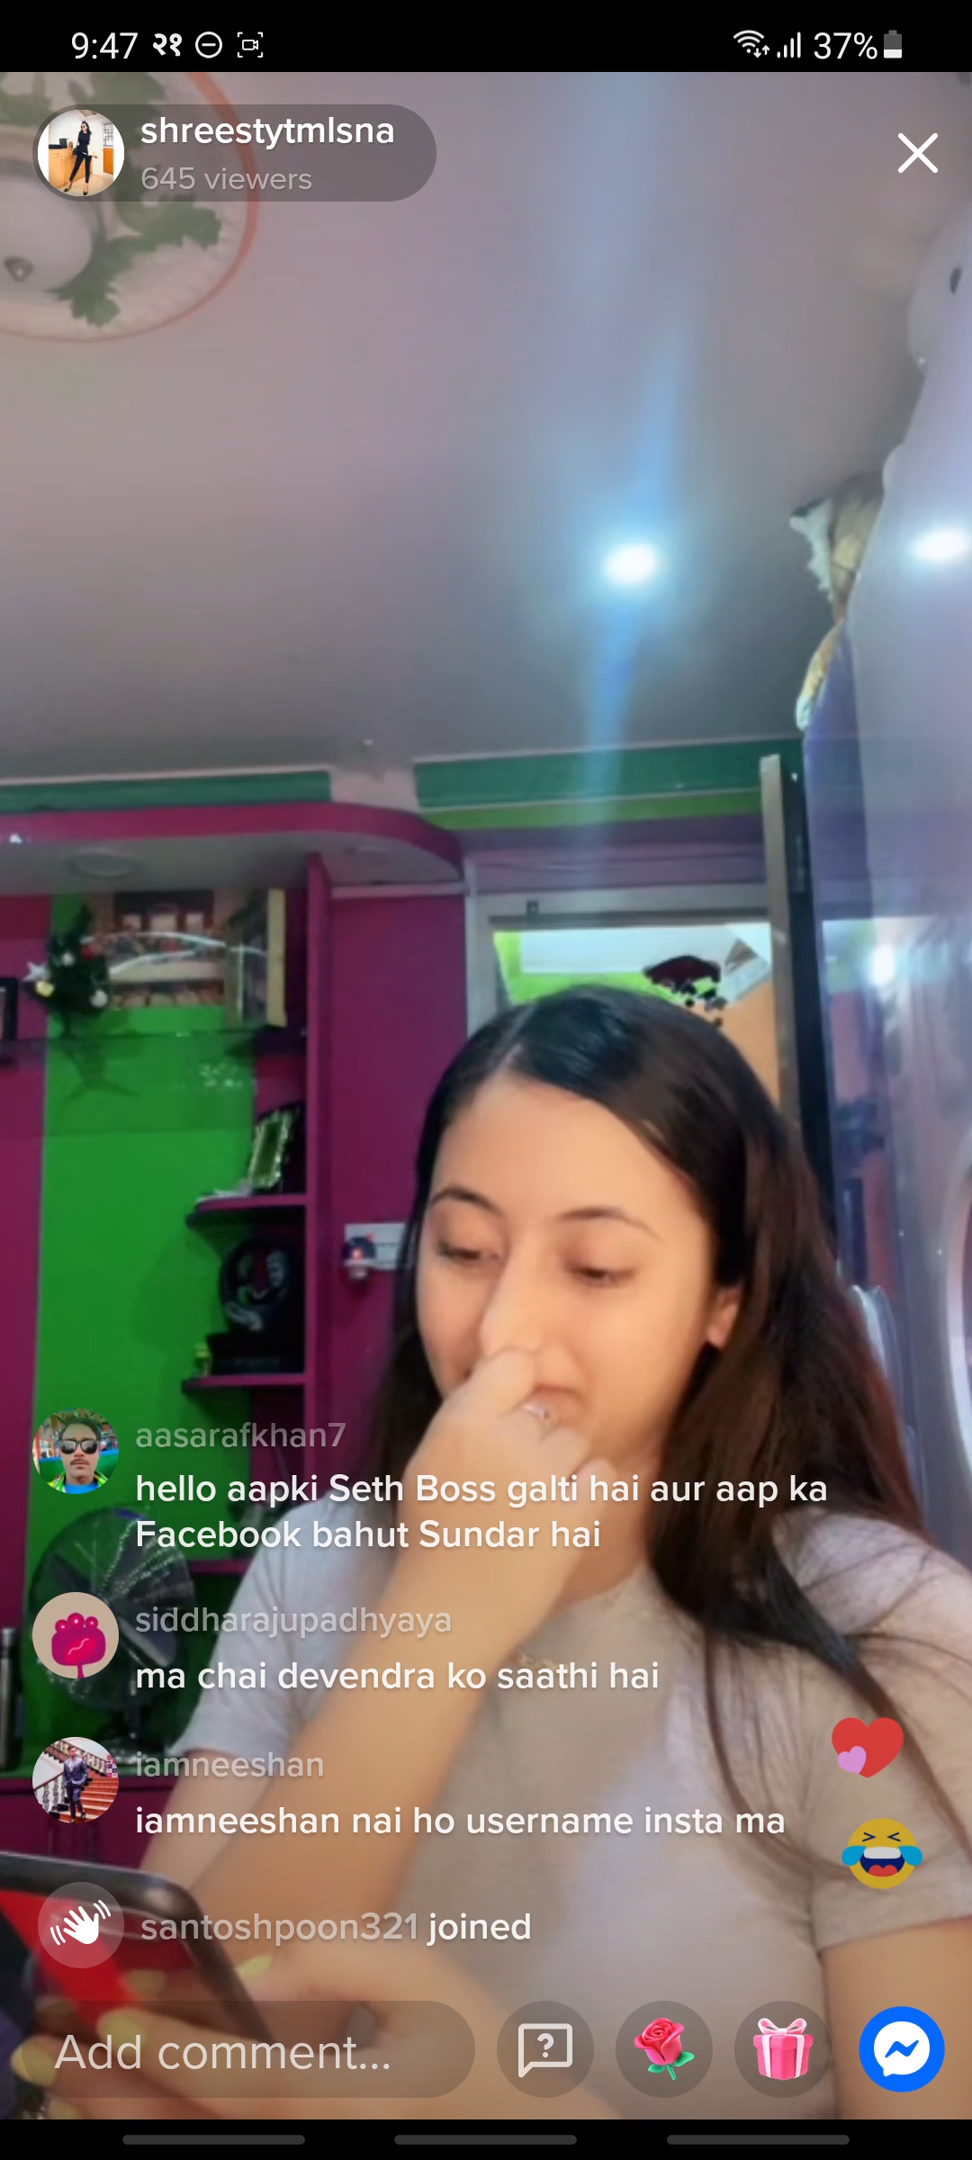 9:47 २१ 37%
shreestytmlsna
645 viewers
aasarafkhan7
hello aapki Seth Boss galti hai aur aap ka
Facebook bahut Sundar hai
siddharajupadhyaya
ma chai devendra ko saathi hai
iamneeshan
iamneeshan nai ho username insta ma
santoshpoon321 joined
Add comment...